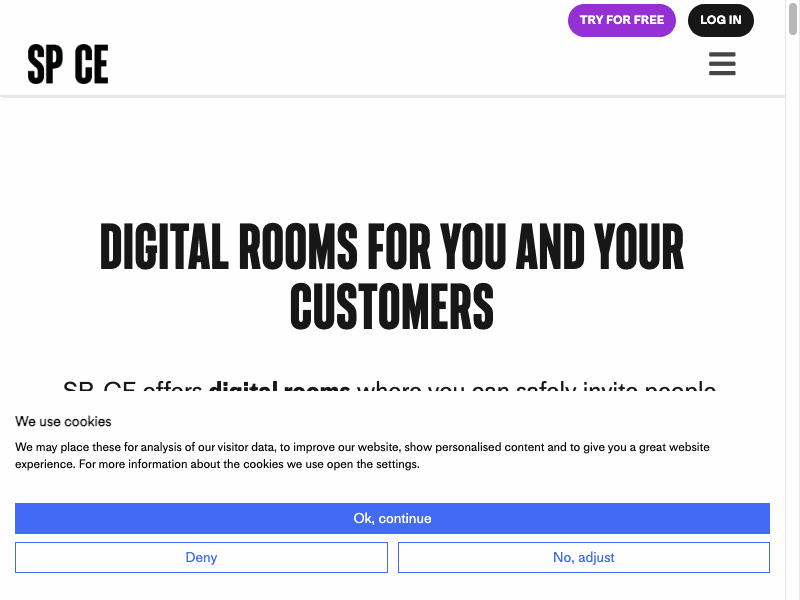 TRY FOR FREE
LOG IN
SP CE
DIGITAL ROOMS FOR YOU AND YOUR
CUSTOMERS
SP_CE offers digital rooms where you can safely invite people
We use cookies
We may place these for analysis of our visitor data, to improve our website, show personalised content and to give you a great website
experience. For more information about the cookies we use open the settings.
Ok, continue
Deny
No, adjust